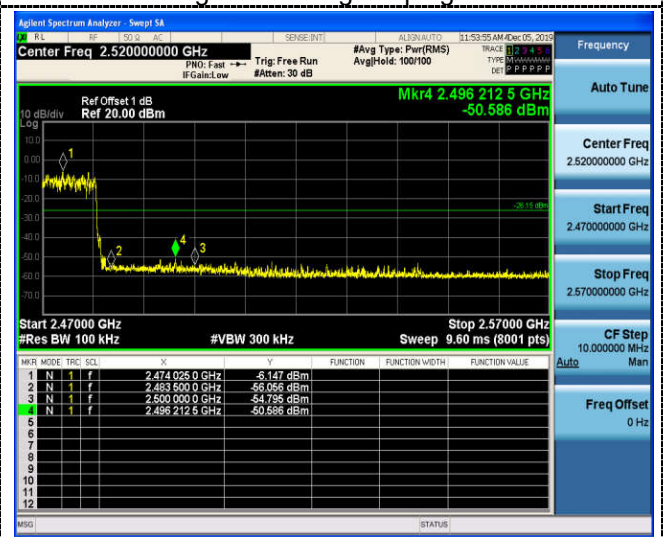 Agilent Spectrum Analyzer - Swept SA
RL RF 50 Ω AC SENSE:INT ALIGNAUTO 11:53:55 AM Dec 05, 2019
Center Freq 2.520000000 GHz #Avg Type: Pwr(RMS) TRACE 1 2 3 4 5 6
PNO: Fast Trig: Free Run Avg|Hold: 100/100 TYPE M
IFGain:Low #Atten: 30 dB DET P P P P P P
Mkr4 2.496 212 5 GHz
-50.586 dBm
Ref Offset 1 dB
10 dB/div Ref 20.00 dBm
Log
10.0
0.00
-10.0
-20.0
-30.0
-40.0
-50.0
-60.0
-70.0
1
2
4
3
-26.15 dBm
Start 2.47000 GHz Stop 2.57000 GHz
#Res BW 100 kHz #VBW 300 kHz Sweep 9.60 ms (8001 pts)
MKR MODE TRC SCL X Y FUNCTION FUNCTION WIDTH FUNCTION VALUE
1 N 1 f 2.474 025 0 GHz -6.147 dBm
2 N 1 f 2.483 500 0 GHz -56.056 dBm
3 N 1 f 2.500 000 0 GHz -54.795 dBm
4 N 1 f 2.496 212 5 GHz -50.586 dBm
5
6
7
8
9
10
11
12
MSG STATUS
Frequency
Auto Tune
Center Freq
2.520000000 GHz
Start Freq
2.470000000 GHz
Stop Freq
2.570000000 GHz
CF Step
10.000000 MHz
Auto Man
Freq Offset
0 Hz